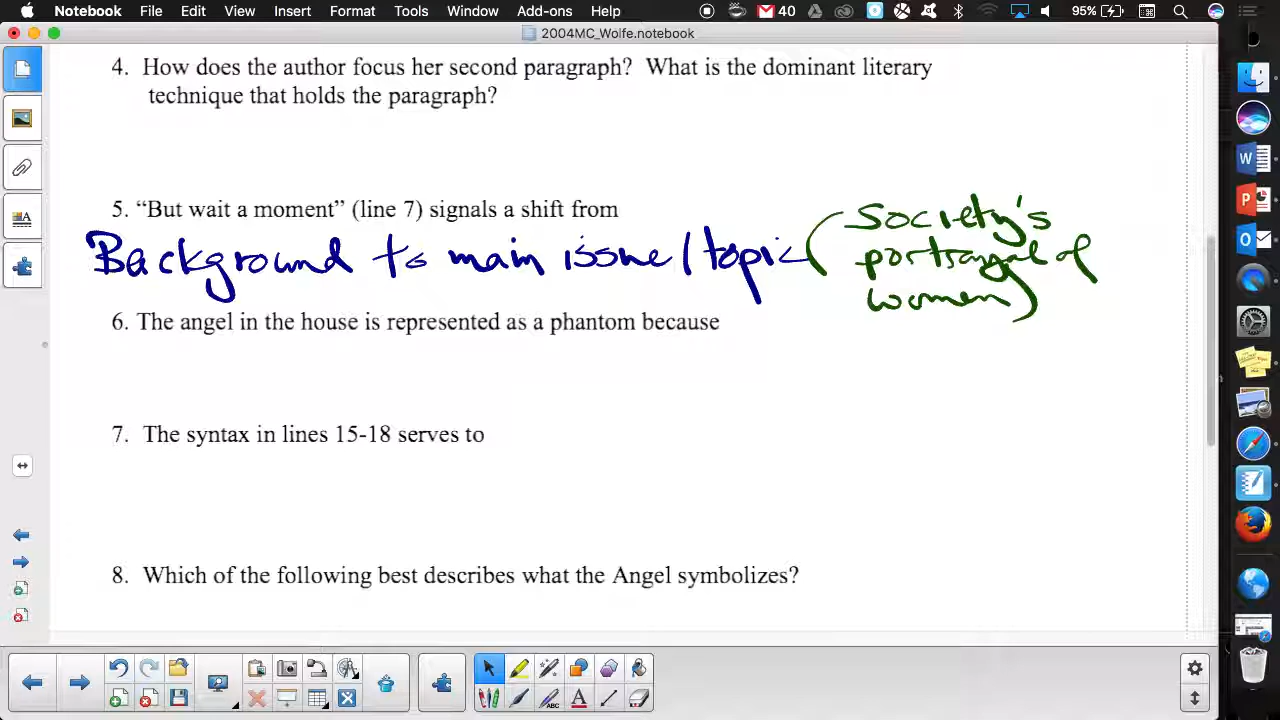 Notebook File Edit View Insert Format Tools Window Add-ons Help 40 95%
2004MC_Wolfe.notebook
4. How does the author focus her second paragraph? What is the dominant literary
technique that holds the paragraph?
5. “But wait a moment” (line 7) signals a shift from
Background to main issue/topic (Society's
portrayal of
women)
6. The angel in the house is represented as a phantom because
7. The syntax in lines 15-18 serves to
8. Which of the following best describes what the Angel symbolizes?